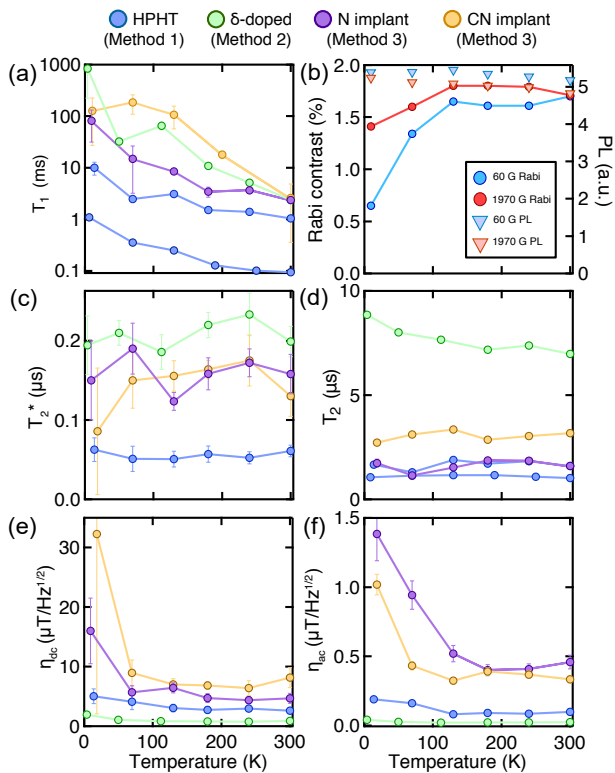 HPHT δ-doped N implant CN implant
(Method 1) (Method 2) (Method 3) (Method 3)
(a)
1000
100
10
1
0.1
T1 (ms)
(b)
2.0
1.5
1.0
0.5
0.0
Rabi contrast (%)
5
4
3
2
1
0
PL (a.u.)
60 G Rabi
1970 G Rabi
60 G PL
1970 G PL
(c)
0.2
0.1
0.0
T2* (µs)
(d)
10
5
0
T2 (µs)
(e)
30
20
10
0
ηdc (µT/Hz1/2)
0 100 200 300
Temperature (K)
(f)
1.5
1.0
0.5
0.0
ηac (µT/Hz1/2)
0 100 200 300
Temperature (K)